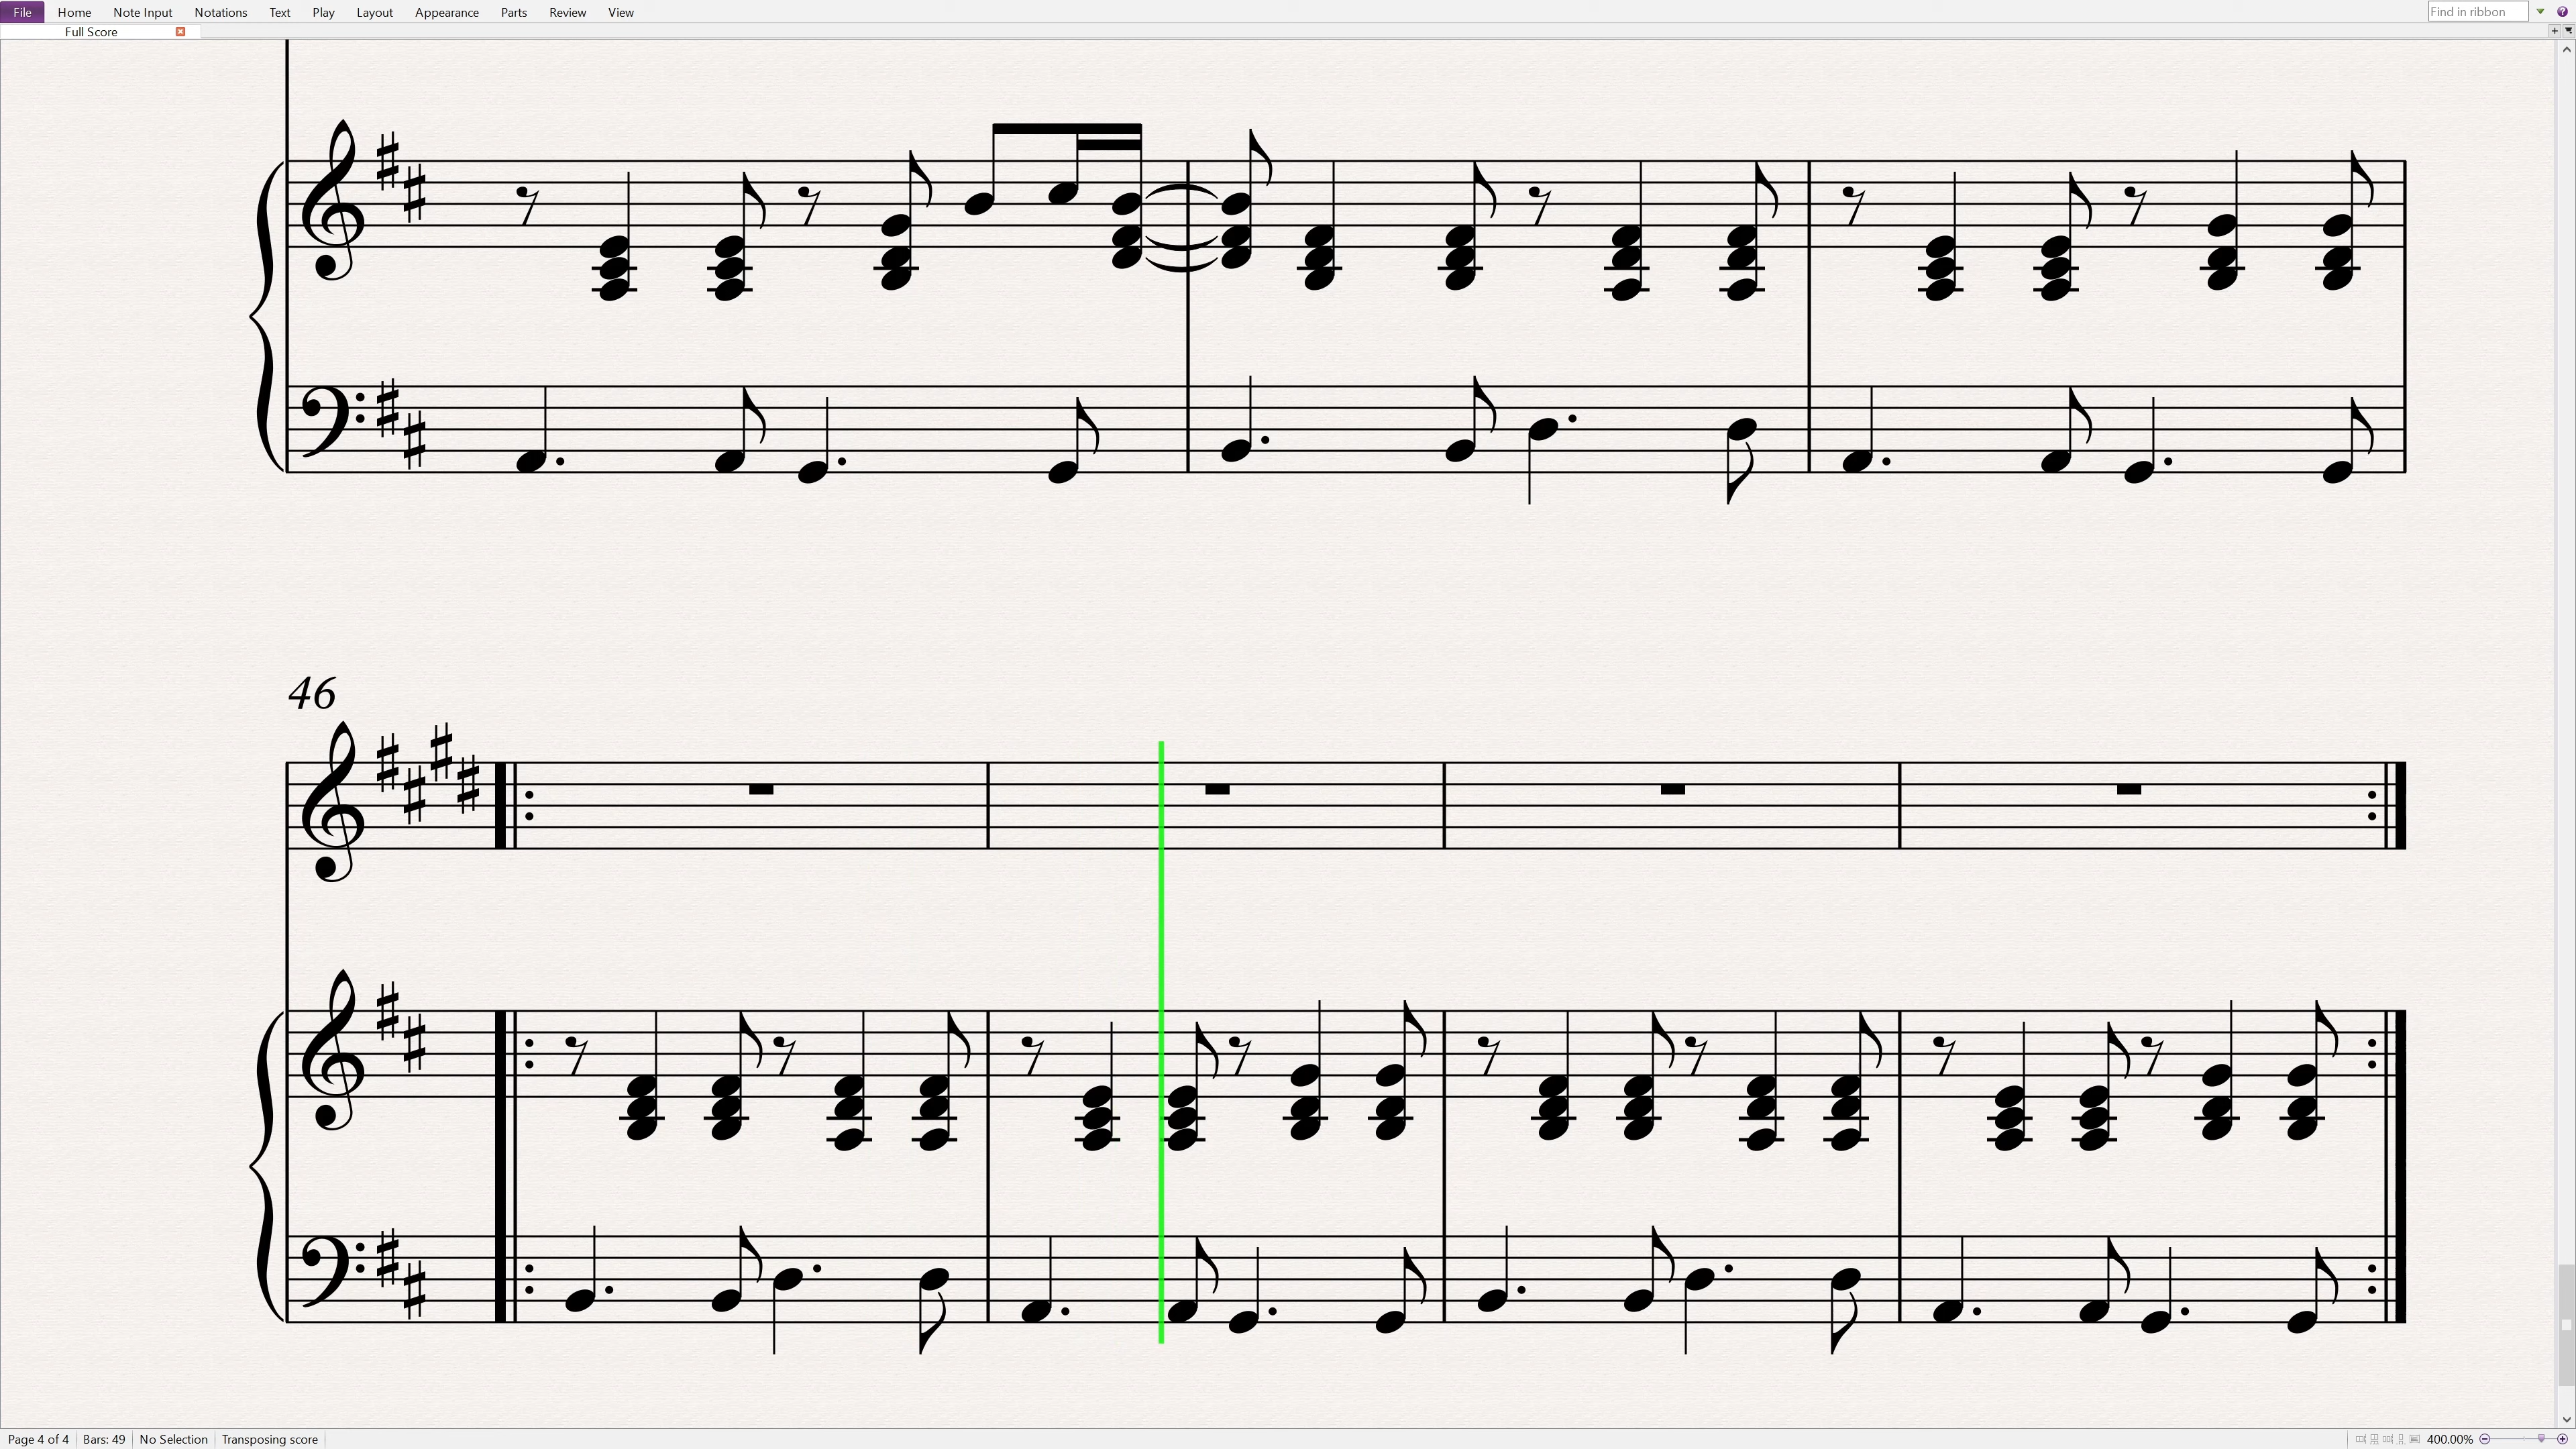 File Home Note Input Notations Text Play Layout Appearance Parts Review View Find in ribbon
Full Score
46
Page 4 of 4 Bars: 49 No Selection Transposing score 400.00%